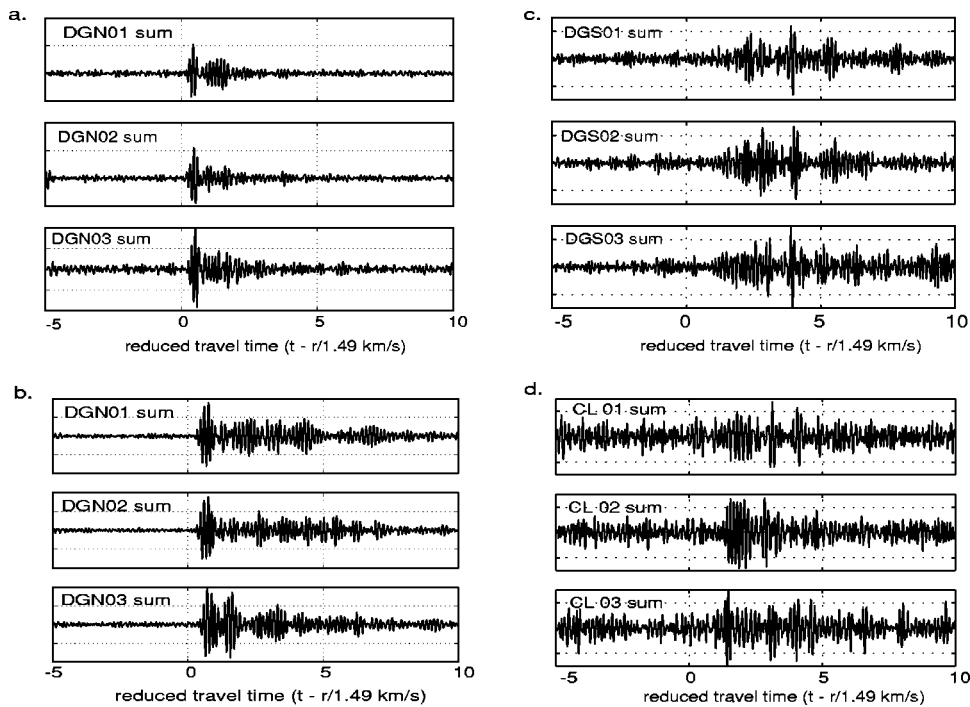 a.
DGN01 sum
DGN02 sum
DGN03 sum
-5 0 5 10
reduced travel time (t - r/1.49 km/s)
b.
DGN01 sum
DGN02 sum
DGN03 sum
-5 0 5 10
reduced travel time (t - r/1.49 km/s)
c.
DGS01 sum
DGS02 sum
DGS03 sum
-5 0 5 10
reduced travel time (t - r/1.49 km/s)
d.
CL 01 sum
CL 02 sum
CL 03 sum
-5 0 5 10
reduced travel time (t - r/1.49 km/s)